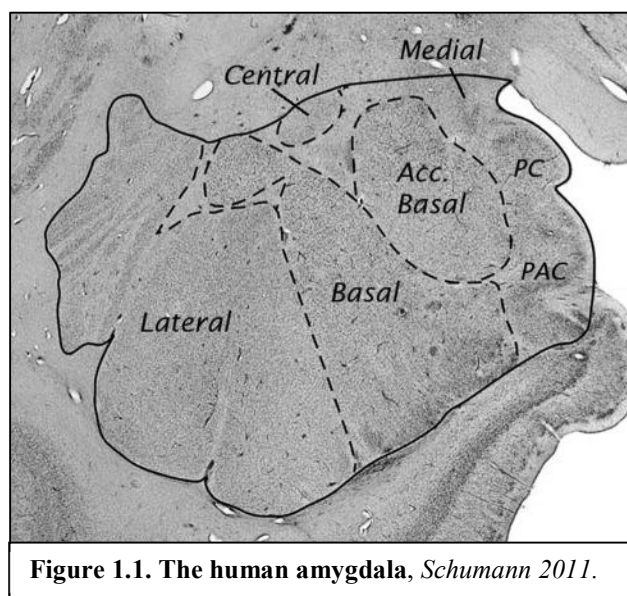 Medial
Central
PC
Acc.
Basal
PAC
Basal
Lateral
Figure 1.1. The human amygdala, Schumann 2011.